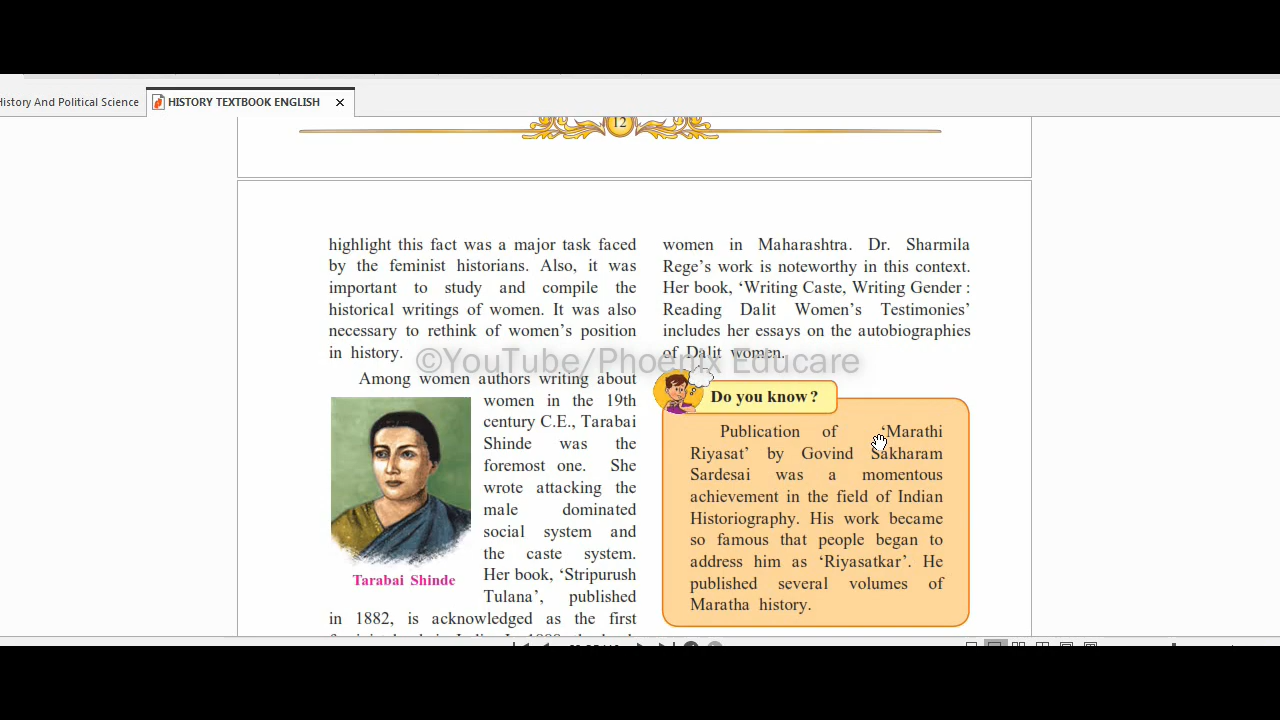 History And Political Science
HISTORY TEXTBOOK ENGLISH
12
highlight this fact was a major task faced
by the feminist historians. Also, it was
important to study and compile the
historical writings of women. It was also
necessary to rethink of women's position
in history.
Among women authors writing about
women in the 19th
century C.E., Tarabai
Shinde was the
foremost one. She
wrote attacking the
male dominated
social system and
the caste system.
Her book, ‘Stripurush
Tulana’, published
in 1882, is acknowledged as the first
Tarabai Shinde
women in Maharashtra. Dr. Sharmila
Rege’s work is noteworthy in this context.
Her book, ‘Writing Caste, Writing Gender :
Reading Dalit Women’s Testimonies’
includes her essays on the autobiographies
of Dalit women.
©YouTube/Phoenix Educare
Do you know ?
Publication of ‘Marathi
Riyasat’ by Govind Sakharam
Sardesai was a momentous
achievement in the field of Indian
Historiography. His work became
so famous that people began to
address him as ‘Riyasatkar’. He
published several volumes of
Maratha history.